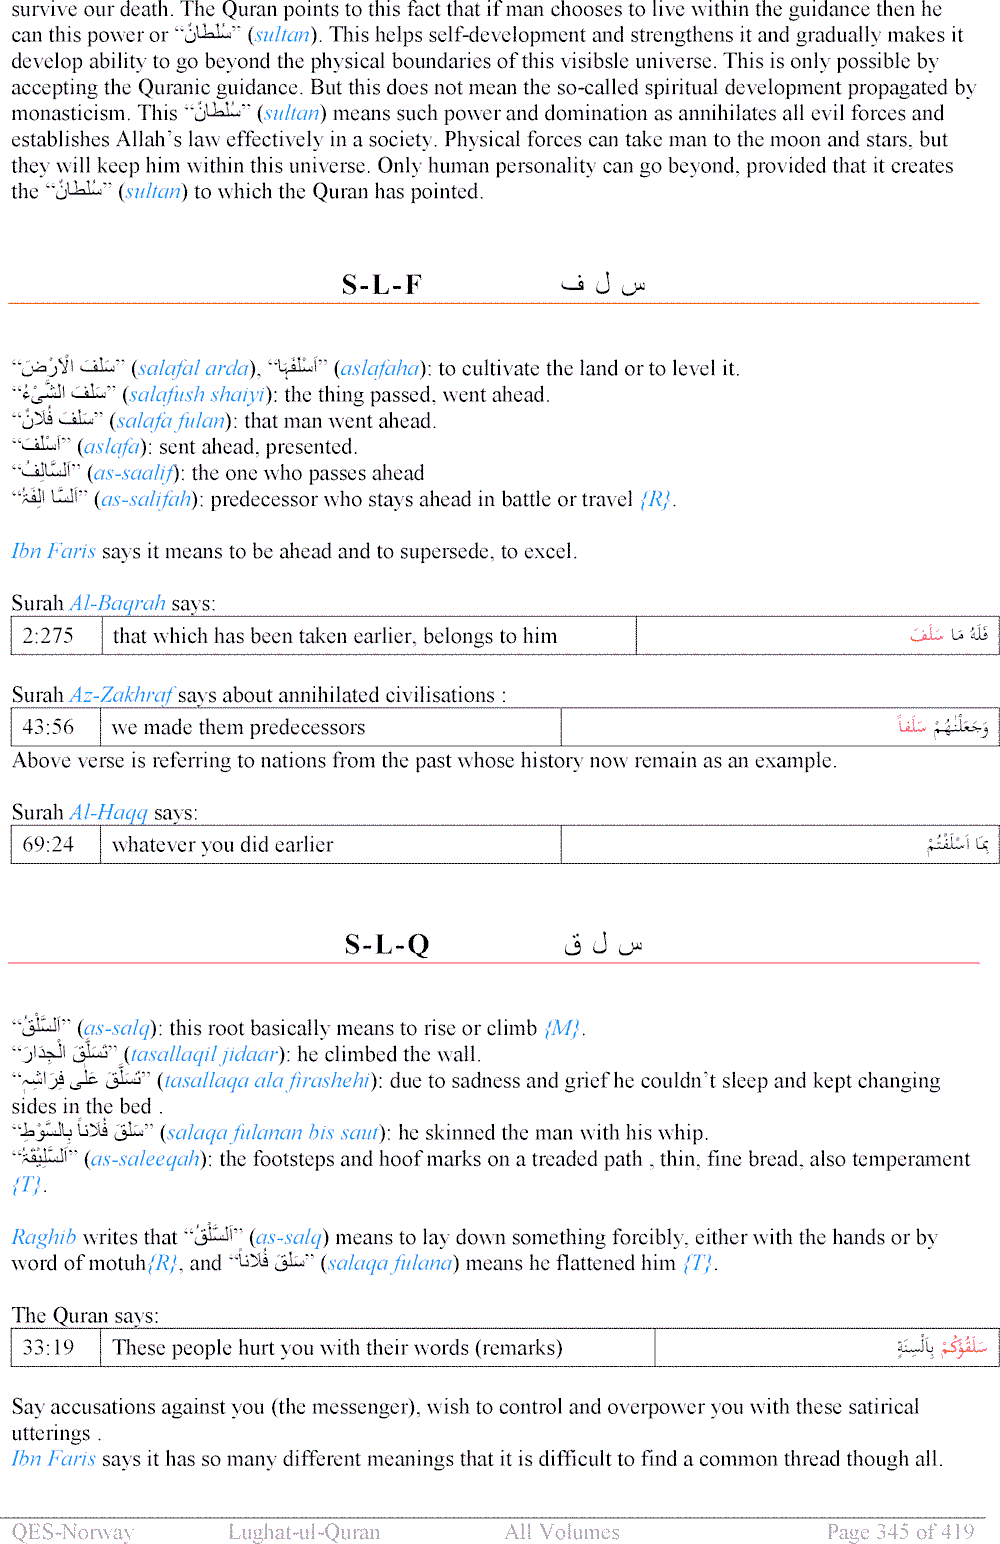 survive our death. The Quran points to this fact that if man chooses to live within the guidance then he
can this power or “سُلْطَانٌ” (sultan). This helps self-development and strengthens it and gradually makes it
develop ability to go beyond the physical boundaries of this visibsle universe. This is only possible by
accepting the Quranic guidance. But this does not mean the so-called spiritual development propagated by
monasticism. This “سُلْطَانٌ” (sultan) means such power and domination as annihilates all evil forces and
establishes Allah’s law effectively in a society. Physical forces can take man to the moon and stars, but
they will keep him within this universe. Only human personality can go beyond, provided that it creates
the “سُلْطَانٌ” (sultan) to which the Quran has pointed.
S-L-F س ل ف
“سَلَفَ الْاَرْضَ” (salafal arda), “اَسْلَفَہَا” (aslafaha): to cultivate the land or to level it.
“سَلَفَ الشَّیْءُ” (salafush shaiyi): the thing passed, went ahead.
“سَلَفَ فُلَانٌ” (salafa fulan): that man went ahead.
“اَسْلَفَ” (aslafa): sent ahead, presented.
“اَلسَّالِفُ” (as-saalif): the one who passes ahead
“اَلسَّا لِفَۃُ” (as-salifah): predecessor who stays ahead in battle or travel {R}.
Ibn Faris says it means to be ahead and to supersede, to excel.
Surah Al-Baqrah says:
2:275 that which has been taken earlier, belongs to him فَلَهُ مَا سَلَفَ
Surah Az-Zakhraf says about annihilated civilisations :
43:56 we made them predecessors وَجَعَلْنٰهُمْ سَلَفاً
Above verse is referring to nations from the past whose history now remain as an example.
Surah Al-Haqq says:
69:24 whatever you did earlier بِمَا اَسْلَفْتُمْ
S-L-Q س ل ق
“اَلسَّلْقُ” (as-salq): this root basically means to rise or climb {M}.
“تَسَلَّقَ الْجِدَارَ” (tasallaqil jidaar): he climbed the wall.
“تَسَلَّقَ عَلٰی فِرَاشِہٖ” (tasallaqa ala firashehi): due to sadness and grief he couldn’t sleep and kept changing
sides in the bed .
“سَلَقَ فُلَاناً بِالسَّوْطِ” (salaqa fulanan bis saut): he skinned the man with his whip.
“اَلسَّلِیْقَۃُ” (as-saleeqah): the footsteps and hoof marks on a treaded path , thin, fine bread, also temperament
{T}.
Raghib writes that “اَلسَّلْقُ” (as-salq) means to lay down something forcibly, either with the hands or by
word of motuh{R}, and “سَلَقَ فُلَاناً” (salaqa fulana) means he flattened him {T}.
The Quran says:
33:19 These people hurt you with their words (remarks) سَلَقُوْكُمْ بِاَلْسِنَةٍ
Say accusations against you (the messenger), wish to control and overpower you with these satirical
utterings .
Ibn Faris says it has so many different meanings that it is difficult to find a common thread though all.
QES-Norway Lughat-ul-Quran All Volumes Page 345 of 419